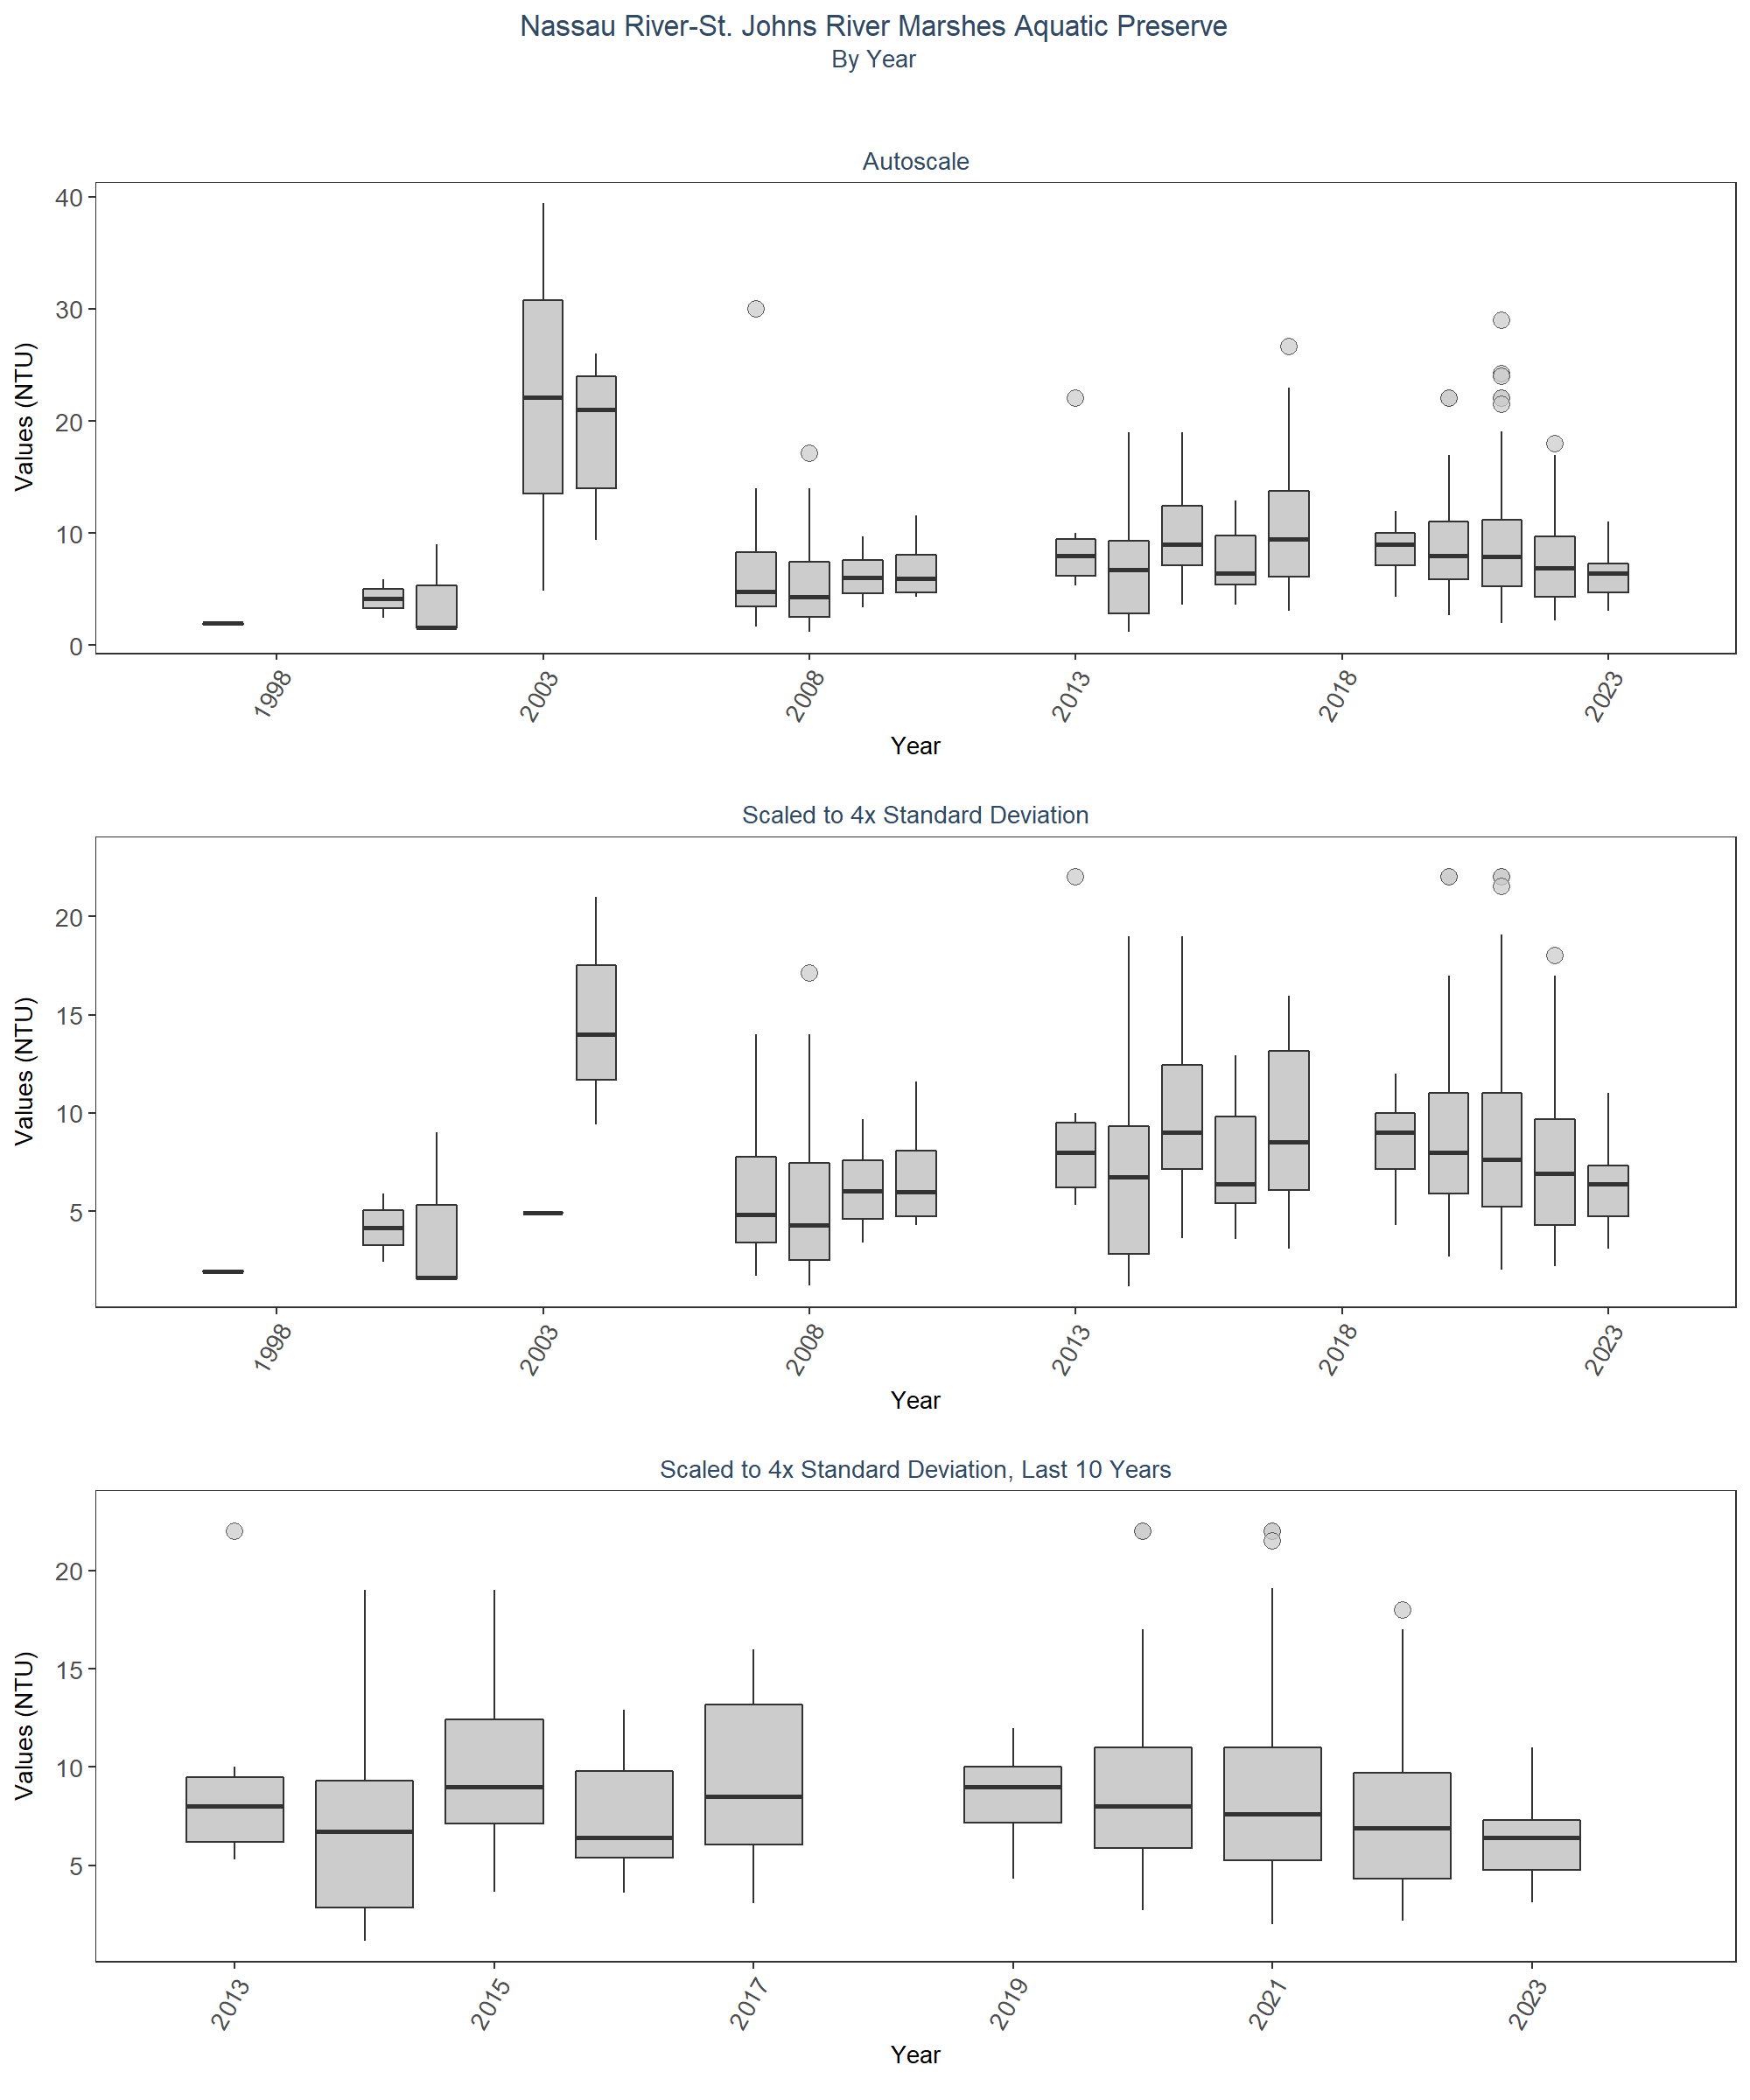 Nassau River-St. Johns River Marshes Aquatic Preserve
By Year
Autoscale
Values (NTU)
40
30
20
10
0
1998 2003 2008 2013 2018 2023
Year
Scaled to 4x Standard Deviation
Values (NTU)
20
15
10
5
1998 2003 2008 2013 2018 2023
Year
Scaled to 4x Standard Deviation, Last 10 Years
Values (NTU)
20
15
10
5
2013 2015 2017 2019 2021 2023
Year